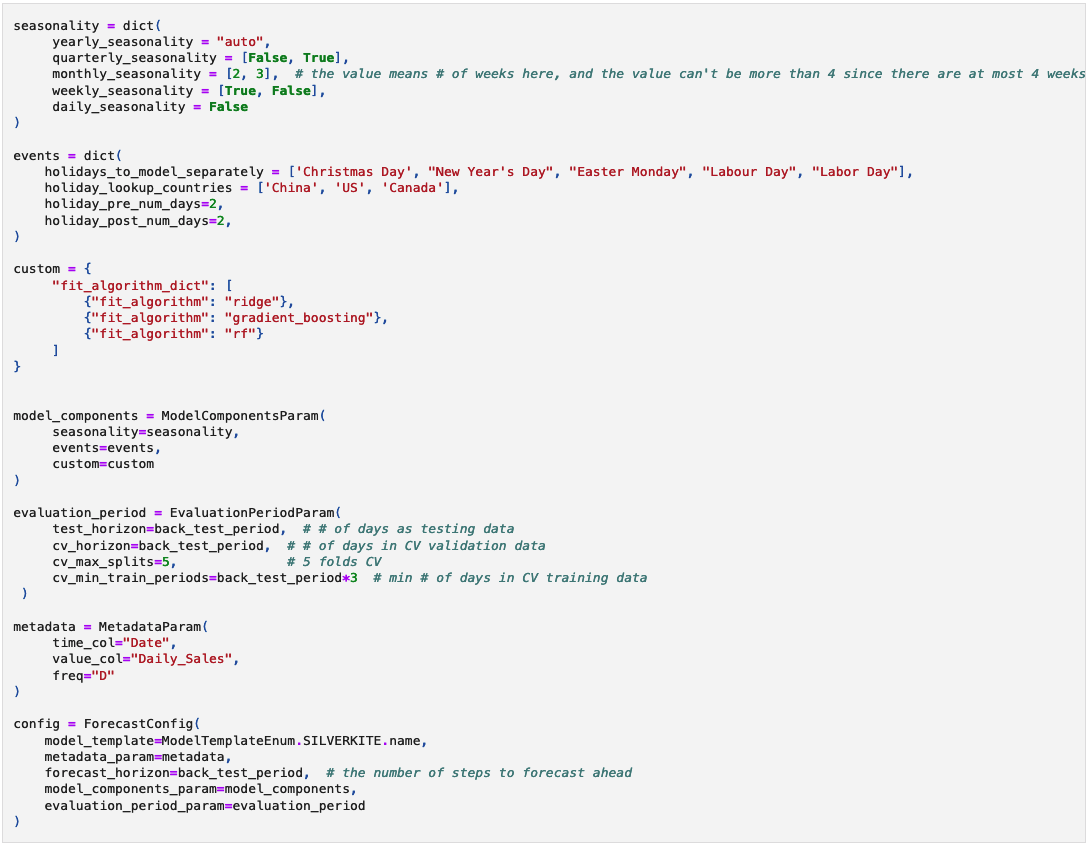 seasonality = dict(
     yearly_seasonality = "auto",
     quarterly_seasonality = [False, True],
     monthly_seasonality = [2, 3],  # the value means # of weeks here, and the value can't be more than 4 since there are at most 4 weeks
     weekly_seasonality = [True, False],
     daily_seasonality = False
)

events = dict(
    holidays_to_model_separately = ['Christmas Day', "New Year's Day", "Easter Monday", "Labour Day", "Labor Day"],
    holiday_lookup_countries = ['China', 'US', 'Canada'],
    holiday_pre_num_days=2,
    holiday_post_num_days=2,
)

custom = {
     "fit_algorithm_dict": [
         {"fit_algorithm": "ridge"},
         {"fit_algorithm": "gradient_boosting"},
         {"fit_algorithm": "rf"}
     ]
}

model_components = ModelComponentsParam(
     seasonality=seasonality,
     events=events,
     custom=custom
)

evaluation_period = EvaluationPeriodParam(
     test_horizon=back_test_period,  # # of days as testing data
     cv_horizon=back_test_period,  # # of days in CV validation data
     cv_max_splits=5,              # 5 folds CV
     cv_min_train_periods=back_test_period*3  # min # of days in CV training data
 )

metadata = MetadataParam(
     time_col="Date",
     value_col="Daily_Sales",
     freq="D"
)

config = ForecastConfig(
    model_template=ModelTemplateEnum.SILVERKITE.name,
    metadata_param=metadata,
    forecast_horizon=back_test_period,  # the number of steps to forecast ahead
    model_components_param=model_components,
    evaluation_period_param=evaluation_period
)